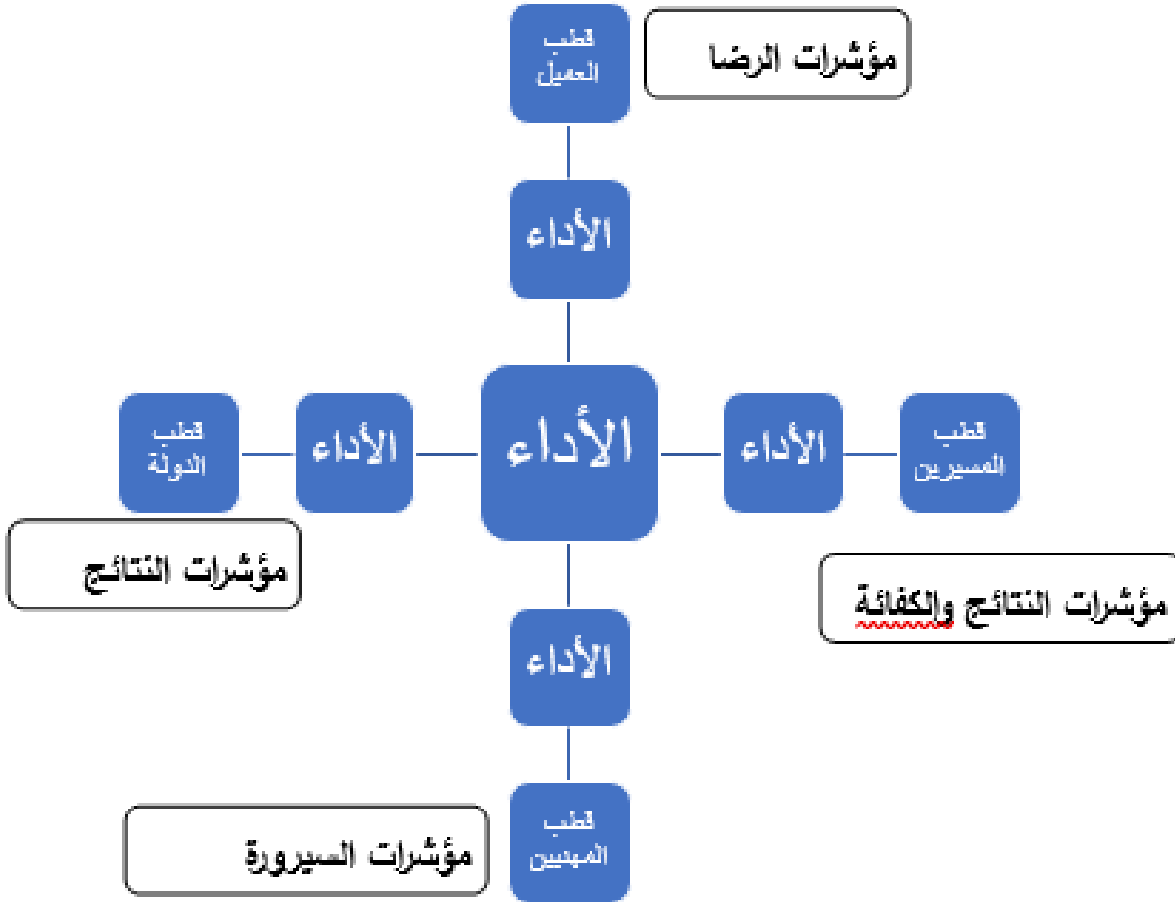 قطب
العميل
مؤشرات الرضا
الأداء
قطب
المسيرين
الأداء
الأداء
الأداء
قطب
الدولة
مؤشرات النتائج والكفائة
مؤشرات النتائج
الأداء
قطب
المهنيين
مؤشرات السيرورة